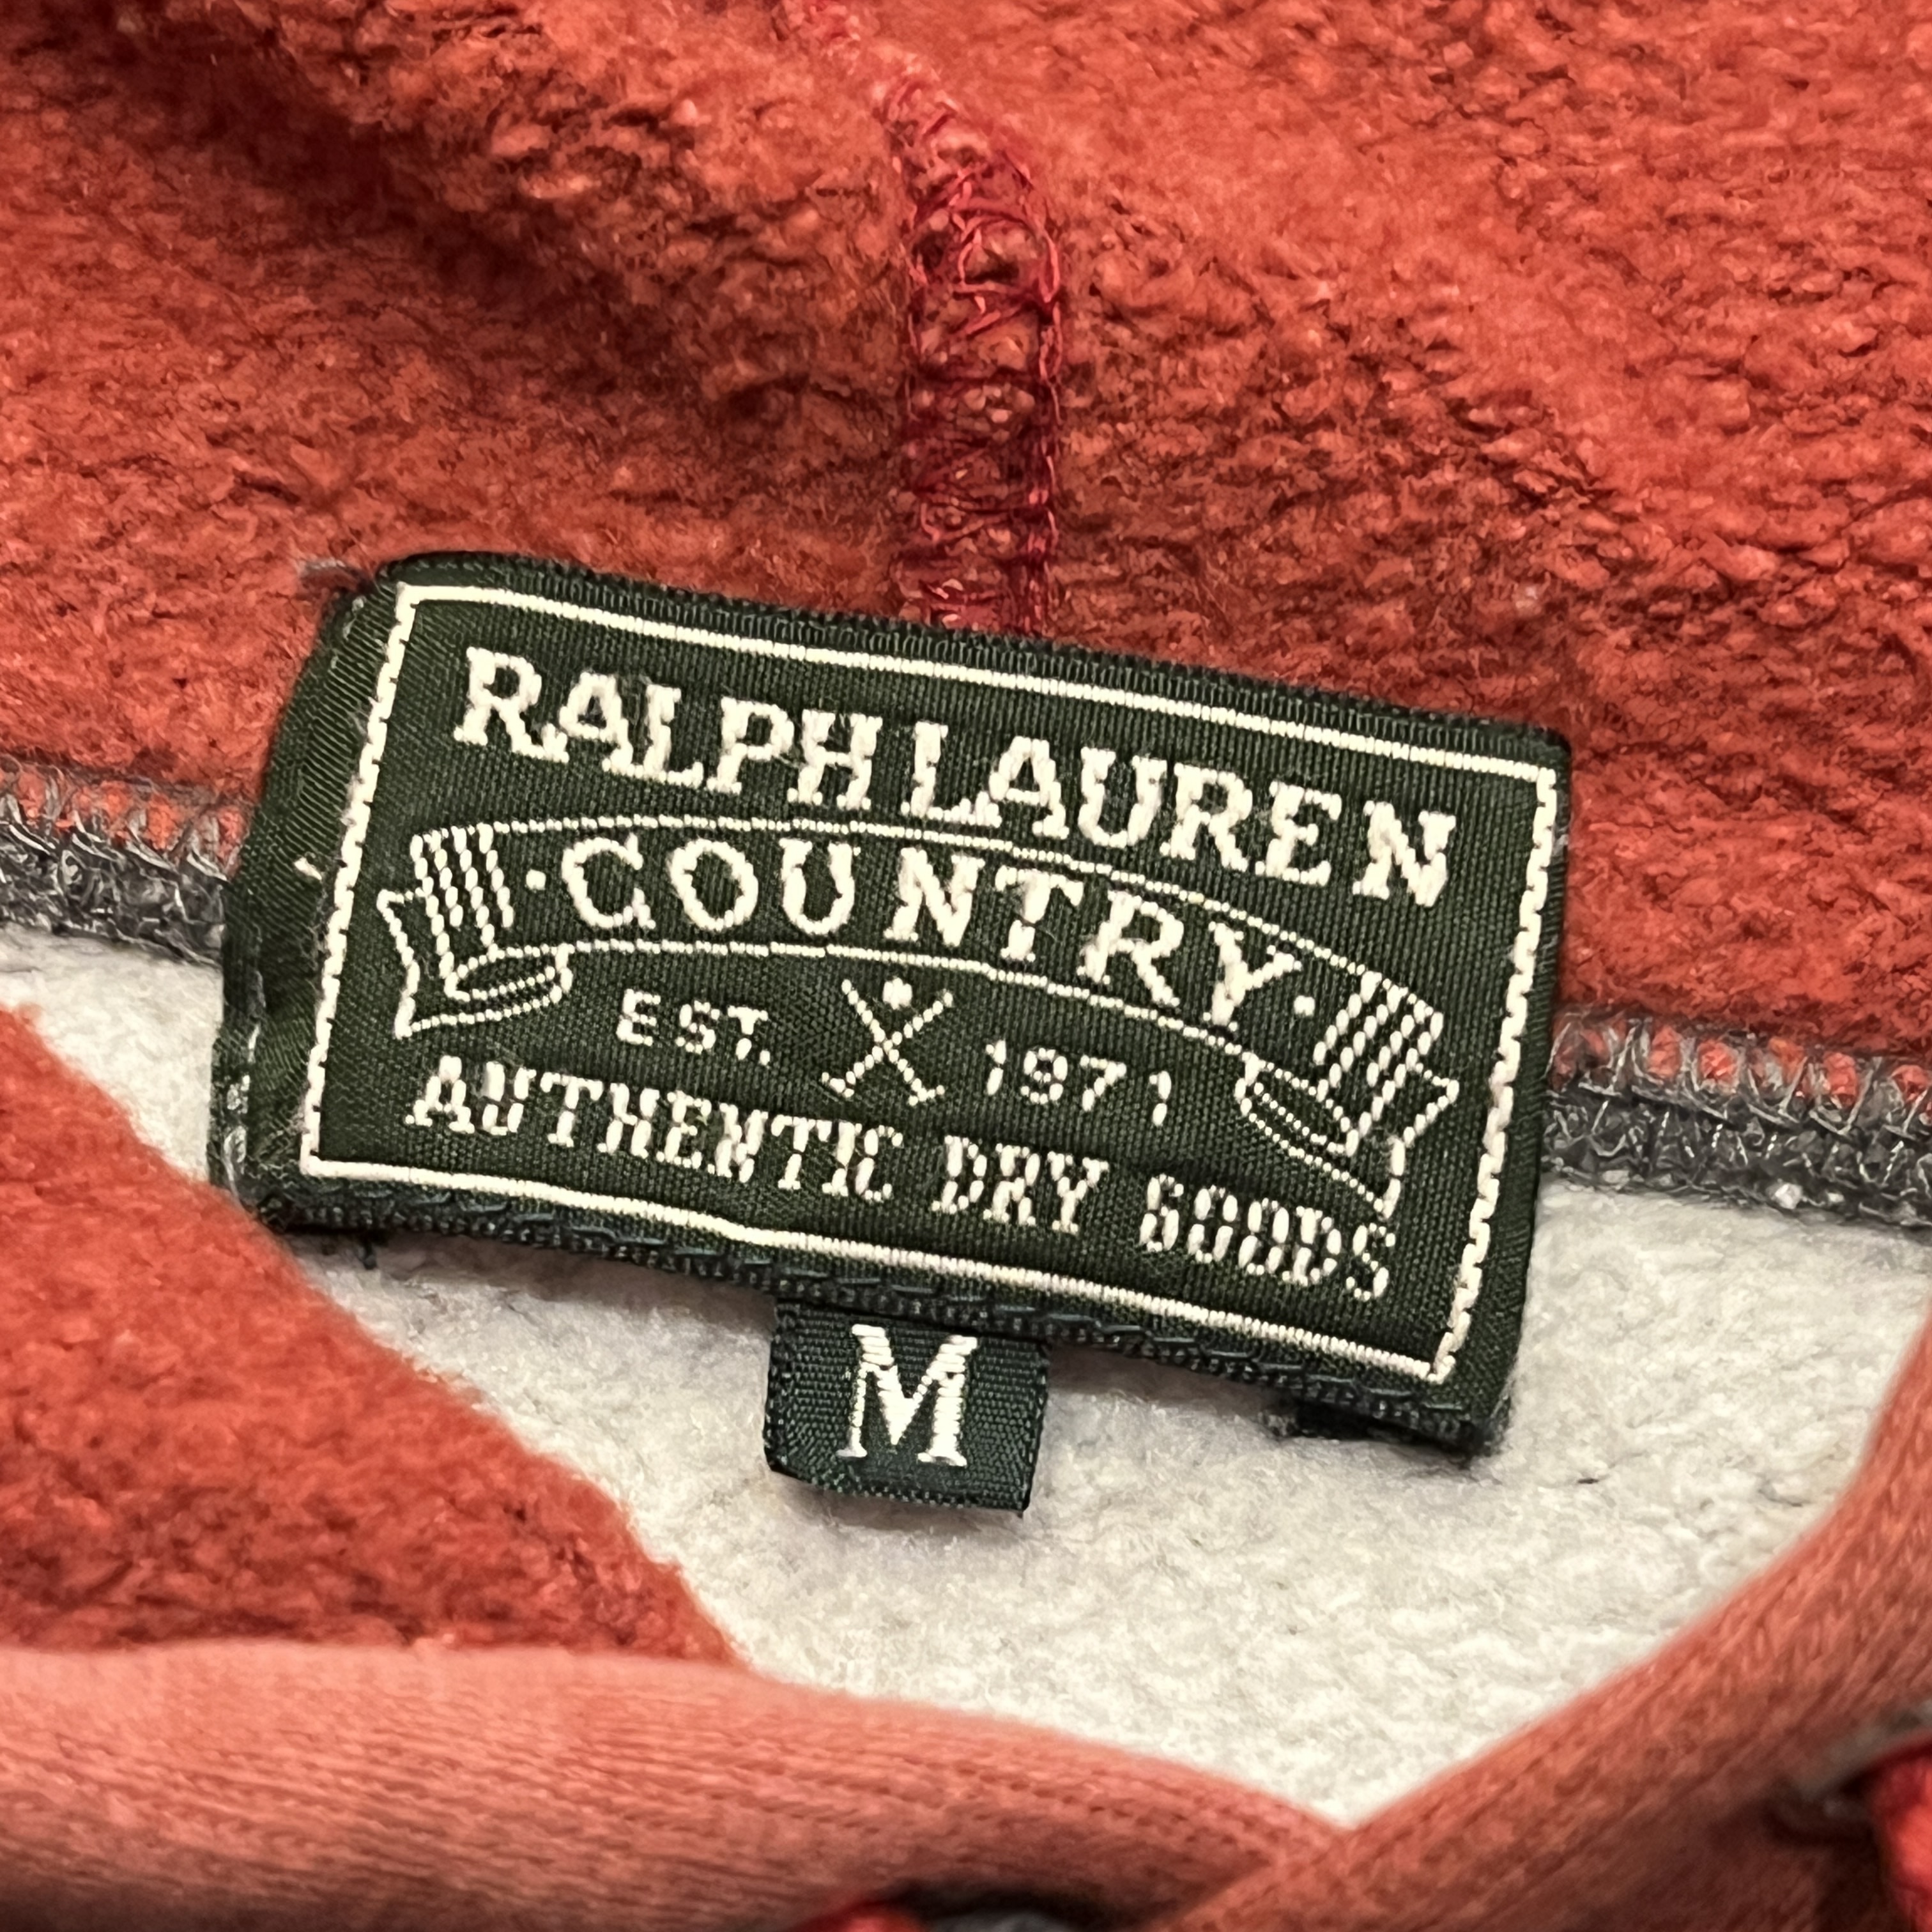 RALPH LAUREN
·COUNTRY·
EST. 1971
AUTHENTIC DRY GOODS
M